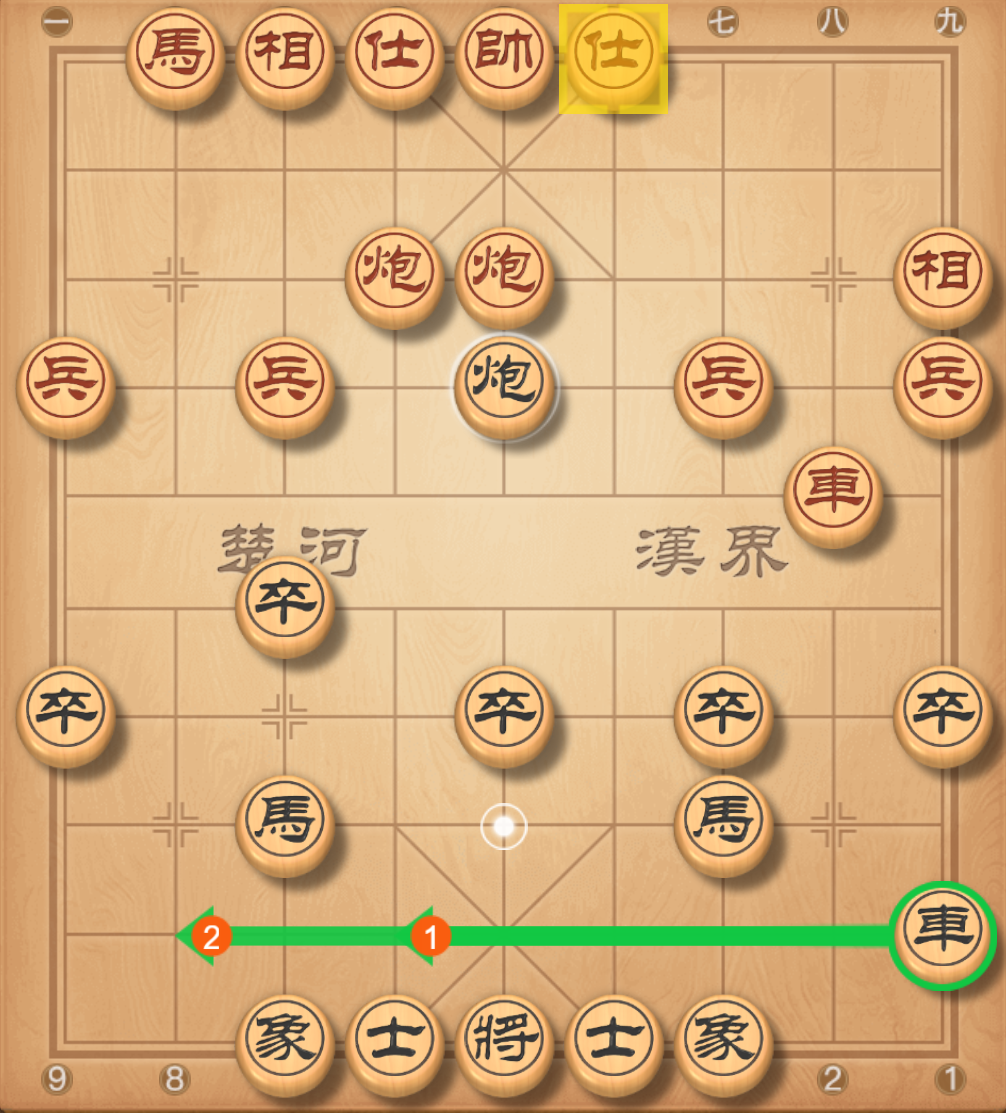 一 七 八 九
馬 相 仕 帥 仕
炮 炮 相
兵 兵 炮 兵 兵
車
楚 河 漢 界
卒
卒 卒 卒 卒
馬 馬
2 1 車
象 士 將 士 象
9 8 2 1